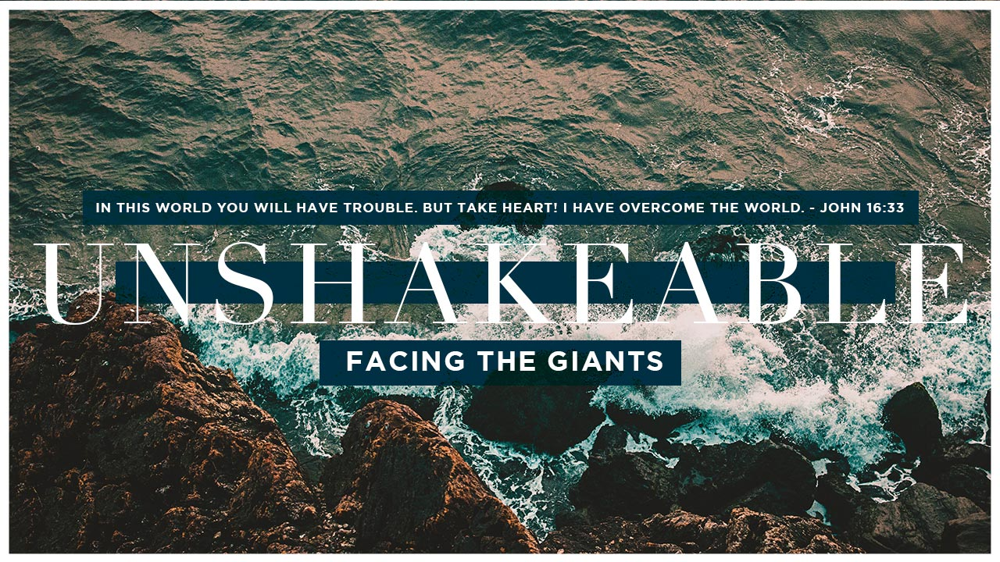 IN THIS WORLD YOU WILL HAVE TROUBLE. BUT TAKE HEART! I HAVE OVERCOME THE WORLD. - JOHN 16:33
UNSHAKEABLE
FACING THE GIANTS